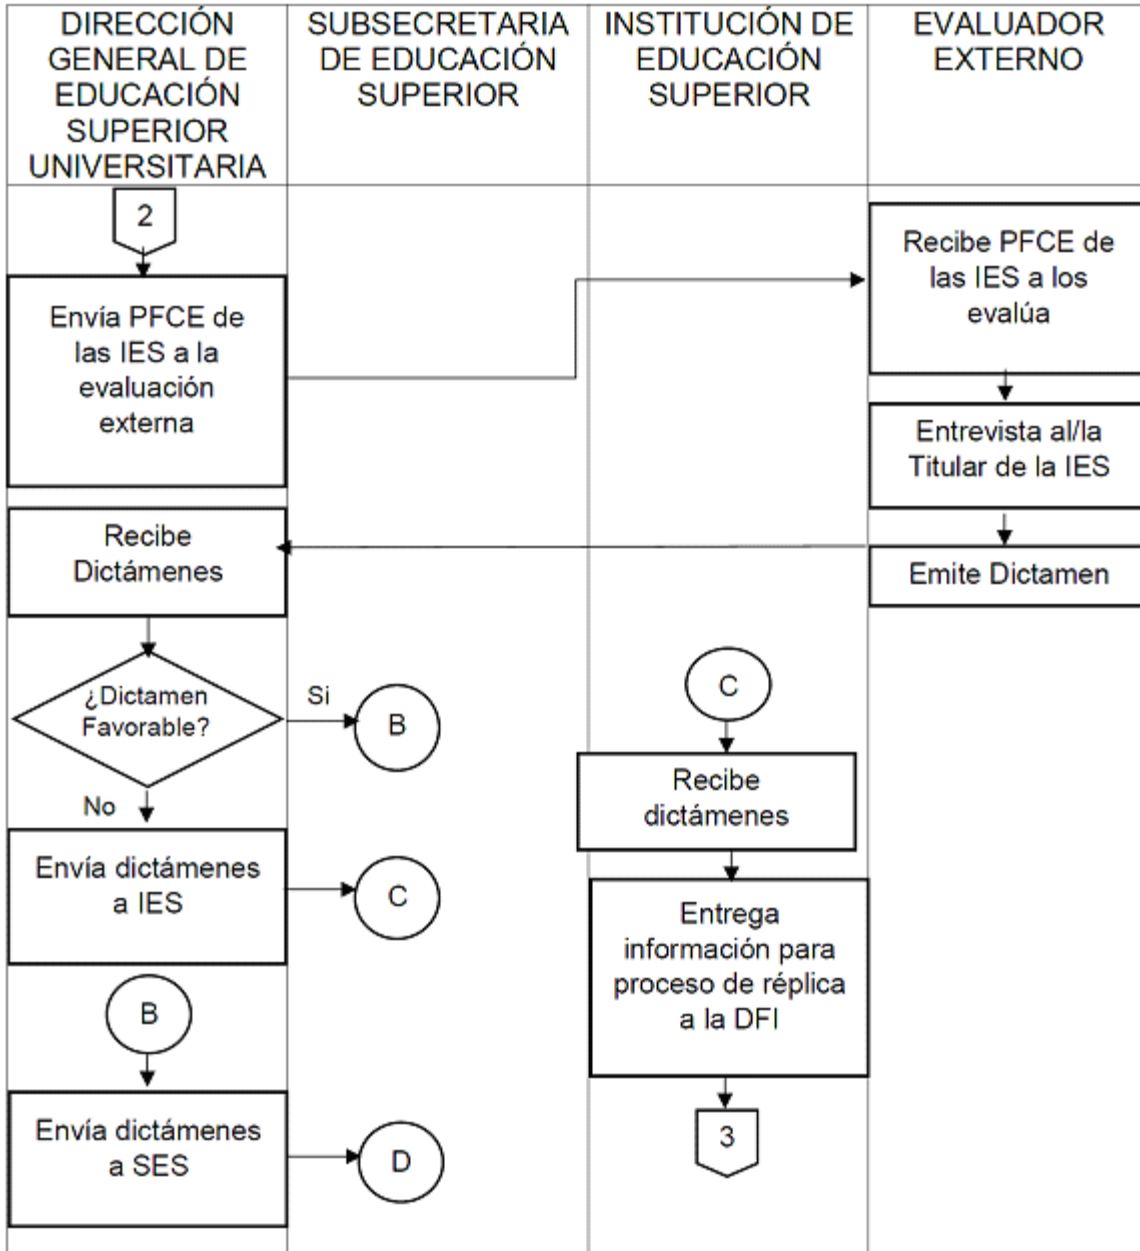 DIRECCIÓN
GENERAL DE
EDUCACIÓN
SUPERIOR
UNIVERSITARIA
SUBSECRETARIA
DE EDUCACIÓN
SUPERIOR
INSTITUCIÓN DE
EDUCACIÓN
SUPERIOR
EVALUADOR
EXTERNO
2
Envía PFCE de
las IES a la
evaluación
externa
Recibe PFCE de
las IES a los
evalúa
Entrevista al/la
Titular de la IES
Emite Dictamen
Recibe
Dictámenes
¿Dictamen
Favorable?
Si
B
No
Envía dictámenes
a IES
C
C
Recibe
dictámenes
Entrega
información para
proceso de réplica
a la DFI
3
B
Envía dictámenes
a SES
D